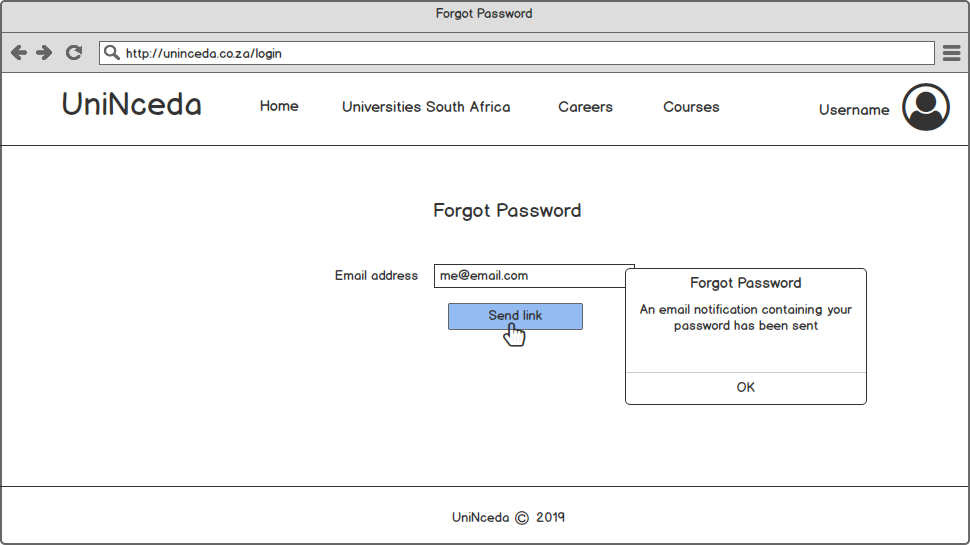 Forgot Password
http://uninceda.co.za/login
UniNceda Home Universities South Africa Careers Courses Username
Forgot Password
Email address me@email.com
Send link
Forgot Password
An email notification containing your
password has been sent
OK
UniNceda © 2019